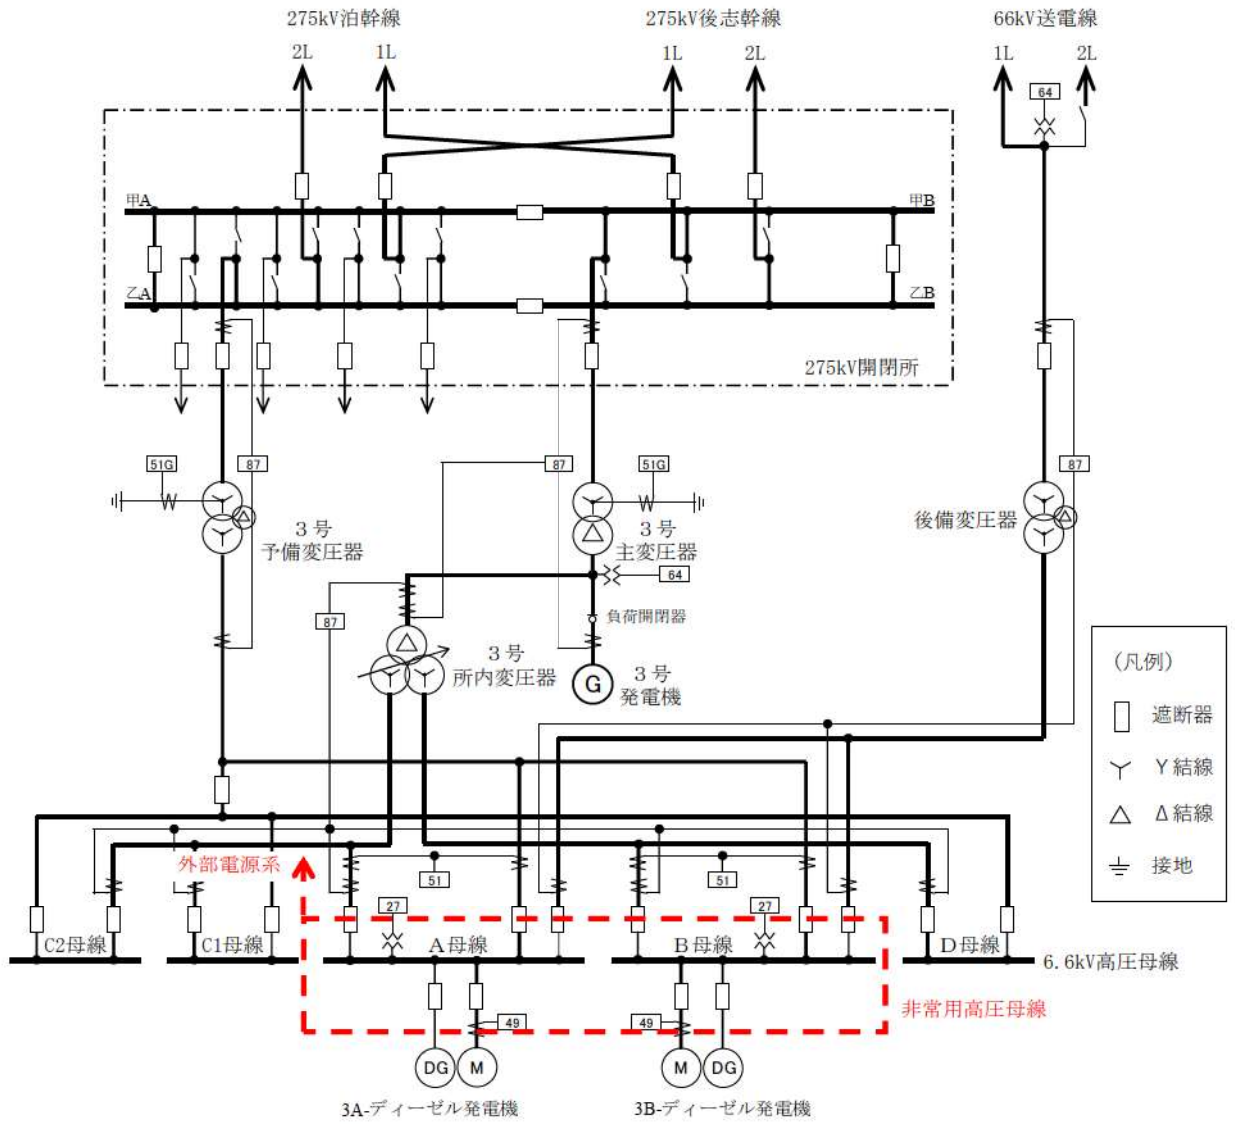 275kV泊幹線
275kV後志幹線
66kV送電線
2L
1L
1L
2L
1L
2L
64
甲A
甲B
乙A
乙B
275kV開閉所
51G
87
87
51G
87
3号
予備変圧器
3号
主変圧器
後備変圧器
64
負荷開閉器
87
3号
所内変圧器
G
3号
発電機
(凡例)
遮断器
Y結線
Δ結線
接地
外部電源系
51
51
27
27
C2母線
C1母線
A母線
B母線
D母線
6.6kV高圧母線
非常用高圧母線
49
49
DG
M
M
DG
3A-ディーゼル発電機
3B-ディーゼル発電機